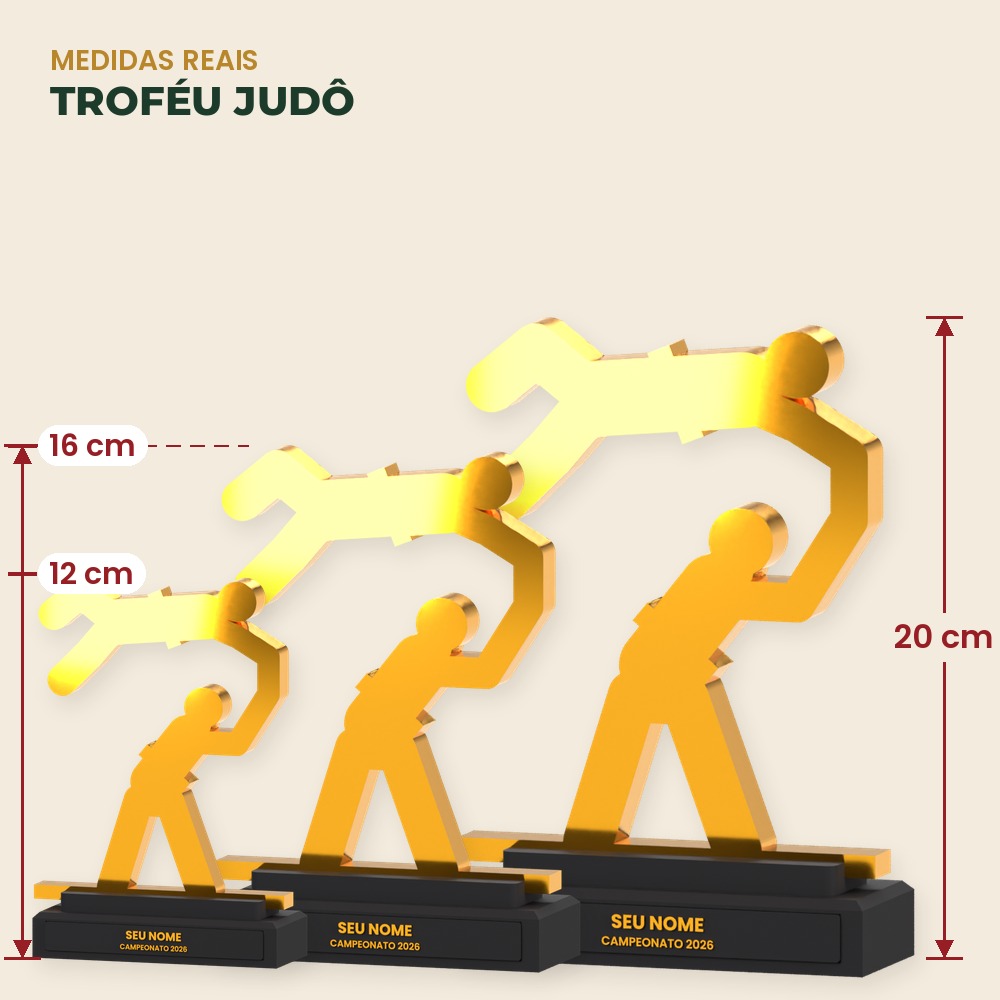 MEDIDAS REAIS
TROFÉU JUDÔ
16 cm
12 cm
20 cm
SEU NOME
CAMPEONATO 2026
SEU NOME
CAMPEONATO 2026
SEU NOME
CAMPEONATO 2026